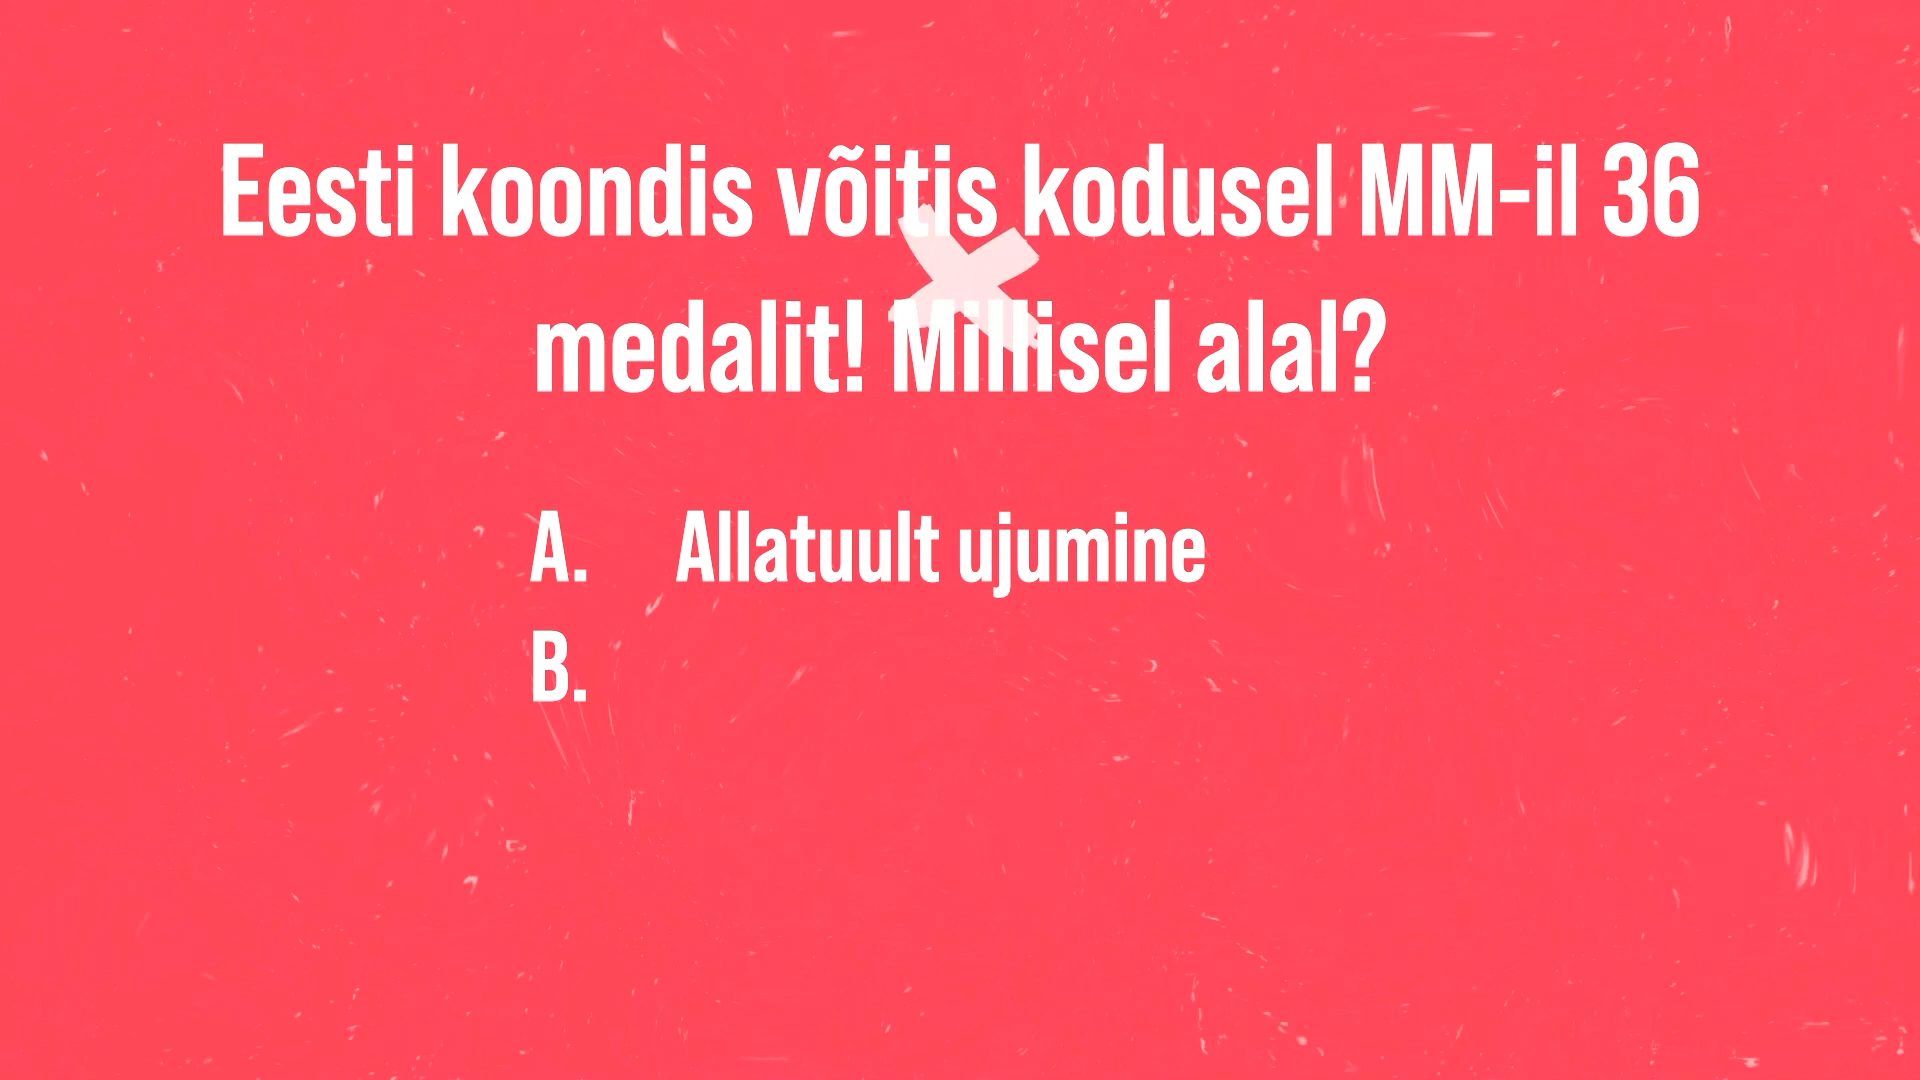 Eesti koondis võitis kodusel MM-il 36
medalit! Millisel alal?
A. Allatuult ujumine
B.